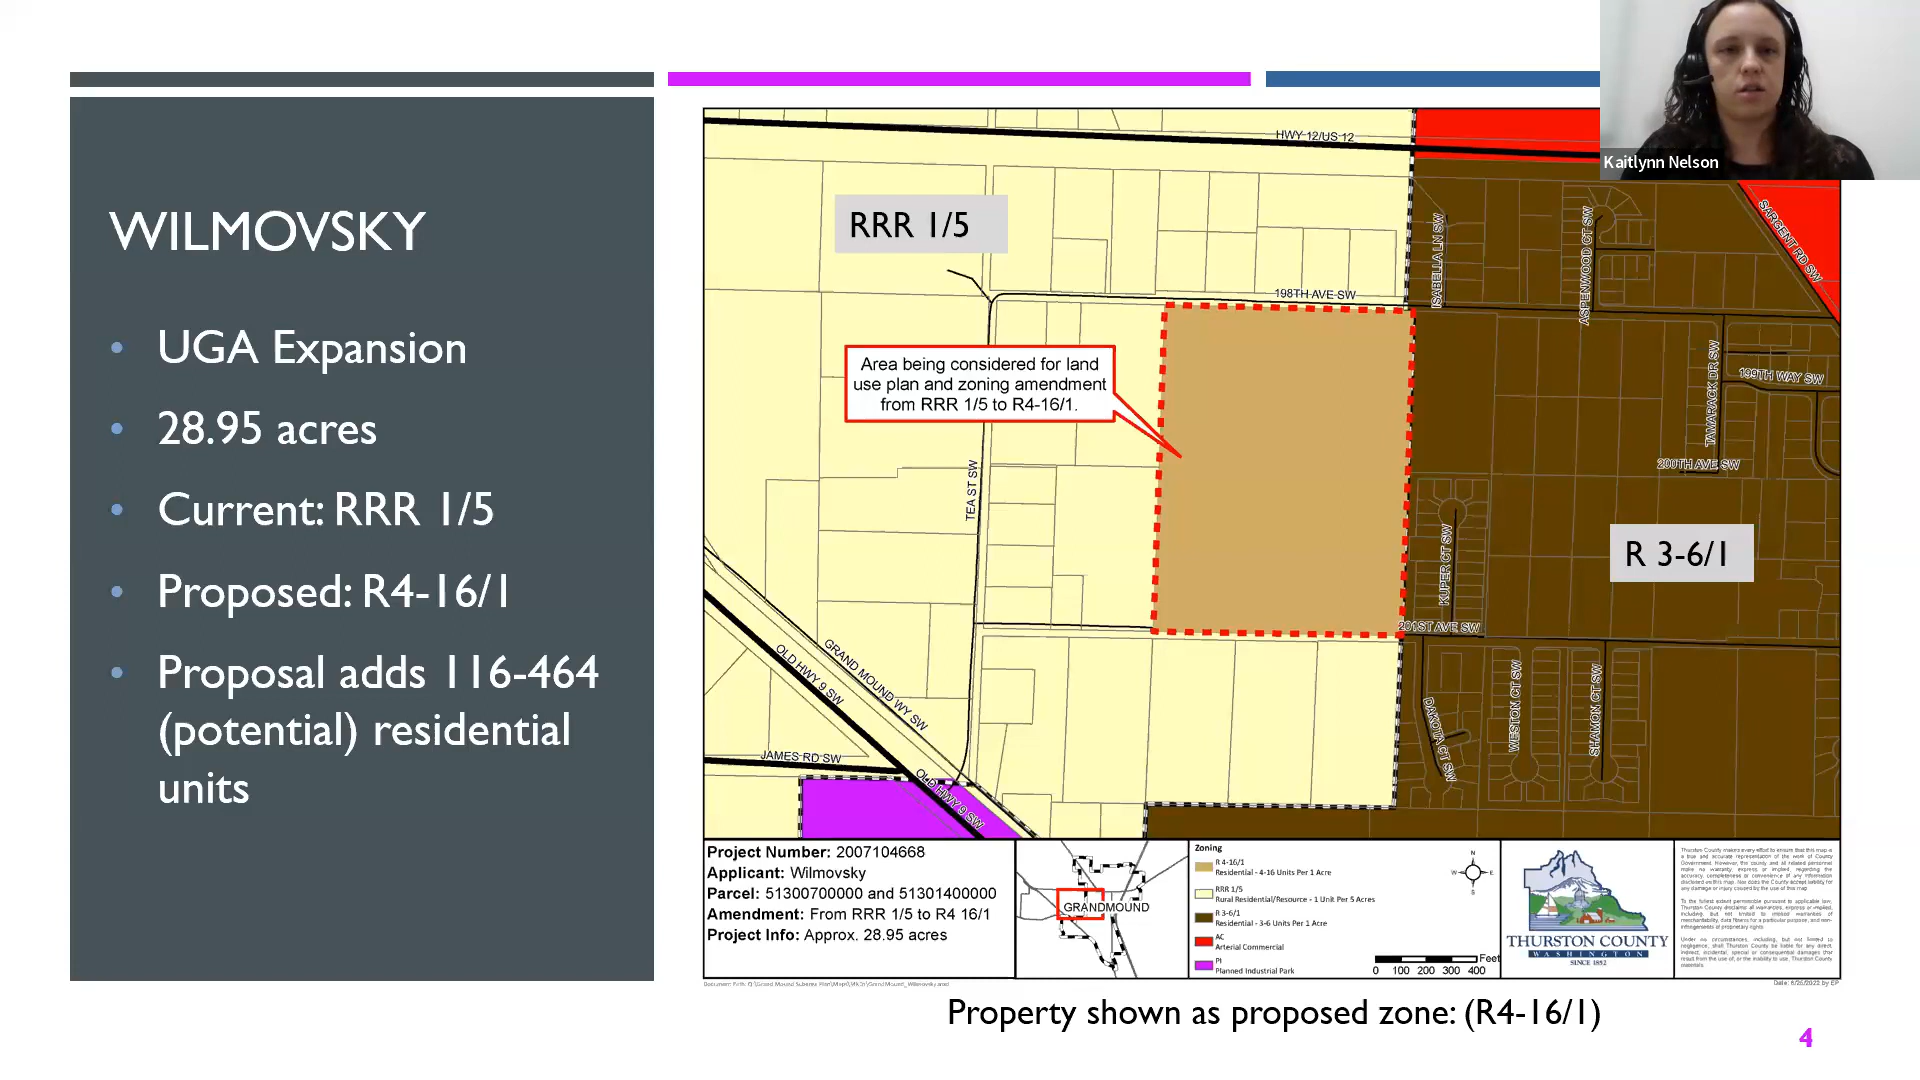 Kaitlynn Nelson
WILMOVSKY
• UGA Expansion
• 28.95 acres
• Current: RRR 1/5
• Proposed: R4-16/1
• Proposal adds 116-464
(potential) residential
units
HWY 12/US 12
RRR 1/5
198TH AVE SW
ISABELLA LN SW
ASPENWOOD CT SW
SARGENT RD SW
Area being considered for land
use plan and zoning amendment
from RRR 1/5 to R4-16/1.
TAMARACK DR SW
199TH WAY SW
200TH AVE SW
TEA ST SW
KUPER CT SW
R 3-6/1
201ST AVE SW
GRAND MOUND WY SW
OLD HWY 9 SW
DAKOTA CT SW
WESTON CT SW
SHAMON CT SW
JAMES RD SW
OLD HWY 9 SW
Project Number: 2007104668
Applicant: Wilmovsky
Parcel: 51300700000 and 51301400000
Amendment: From RRR 1/5 to R4 16/1
Project Info: Approx. 28.95 acres
GRANDMOUND
Zoning
R 4-16/1
Residential - 4-16 Units Per 1 Acre
RRR 1/5
Rural Residential/Resource - 1 Unit Per 5 Acres
R 3-6/1
Residential - 3-6 Units Per 1 Acre
AC
Arterial Commercial
PI
Planned Industrial Park
N
W E
S
Feet
0 100 200 300 400
THURSTON COUNTY
WASHINGTON
SINCE 1852
Property shown as proposed zone: (R4-16/1)
4